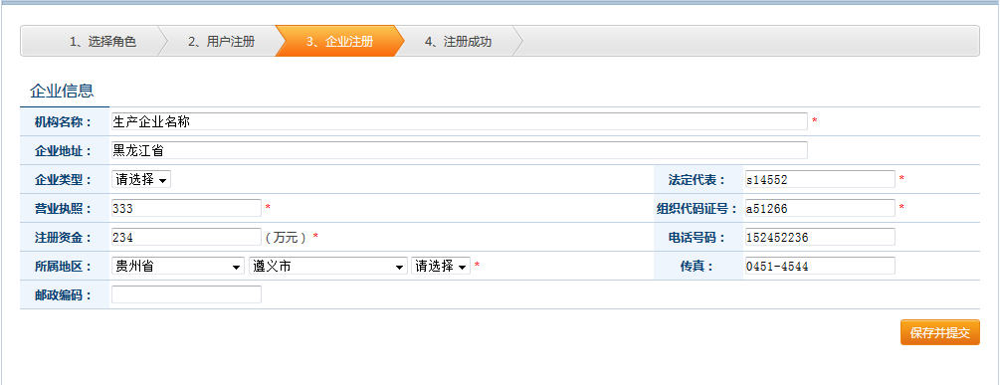 1、选择角色 2、用户注册 3、企业注册 4、注册成功
企业信息
机构名称： 生产企业名称 *
企业地址： 黑龙江省
企业类型： 请选择 法定代表： s14552 *
营业执照： 333 * 组织代码证号： a51266 *
注册资金： 234 （万元） * 电话号码： 152452236
所属地区： 贵州省 遵义市 请选择 * 传真： 0451-4544
邮政编码：
保存并提交